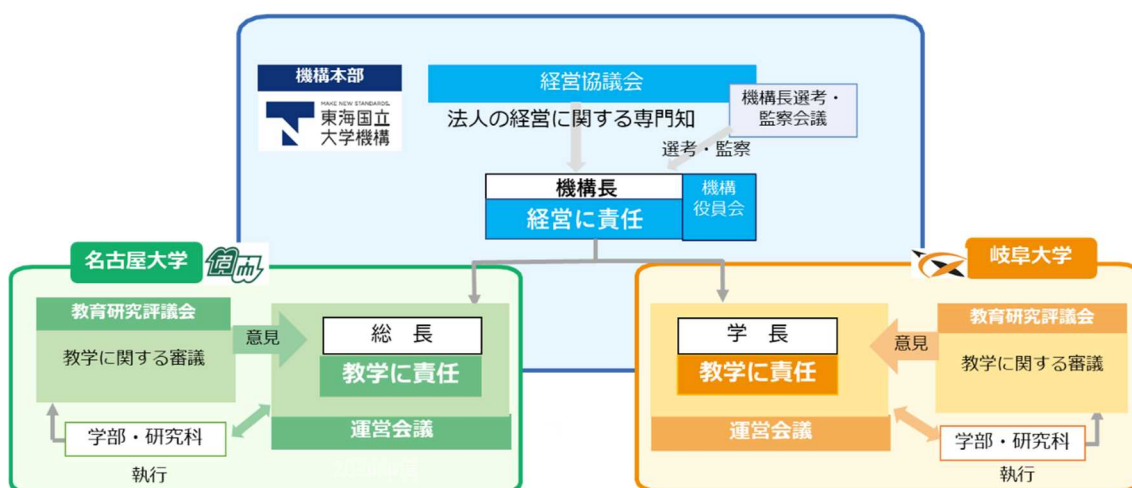 機構本部
MAKE NEW STANDARDS.
東海国立
大学機構
経営協議会
法人の経営に関する専門知
機構長選考・
監察会議
選考・監察
機構長
経営に責任
機構
役員会
名古屋大学
教育研究評議会
教学に関する審議
意見
総　長
教学に責任
運営会議
学部・研究科
執行
岐阜大学
学　長
教学に責任
運営会議
意見
教育研究評議会
教学に関する審議
学部・研究科
執行